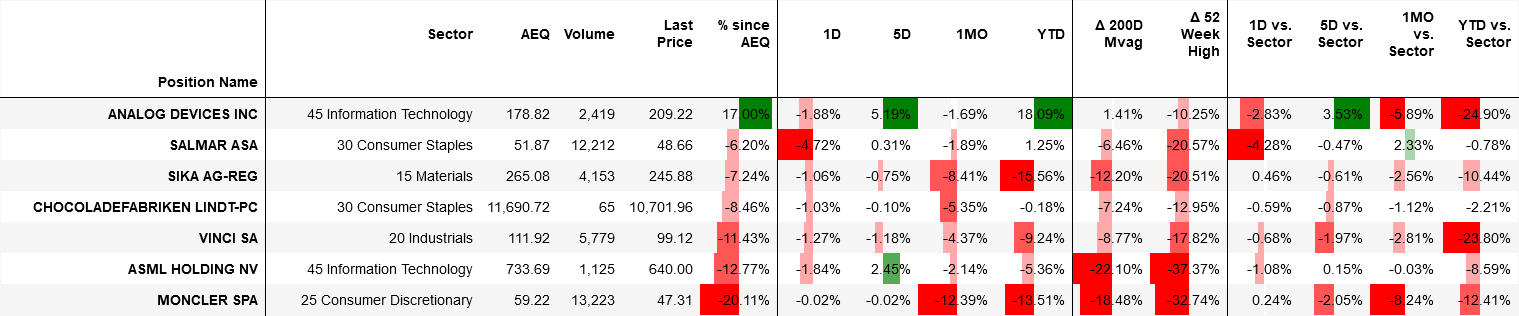 Position Name Sector AEQ Volume Last Price % since AEQ 1D 5D 1MO YTD Δ 200D Mvag Δ 52 Week High 1D vs. Sector 5D vs. Sector 1MO vs. Sector YTD vs. Sector
ANALOG DEVICES INC 45 Information Technology 178.82 2,419 209.22 17.00% -1.88% 5.19% -1.69% 18.09% 1.41% -10.25% -2.83% 3.53% -5.89% -24.90%
SALMAR ASA 30 Consumer Staples 51.87 12,212 48.66 -6.20% -4.72% 0.31% -1.89% 1.25% -6.46% -20.57% -4.28% -0.47% 2.33% -0.78%
SIKA AG-REG 15 Materials 265.08 4,153 245.88 -7.24% -1.06% -0.75% -8.41% -15.56% -12.20% -20.51% 0.46% -0.61% -2.56% -10.44%
CHOCOLADEFABRIKEN LINDT-PC 30 Consumer Staples 11,690.72 65 10,701.96 -8.46% -1.03% -0.10% -5.35% -0.18% -7.24% -12.95% -0.59% -0.87% -1.12% -2.21%
VINCI SA 20 Industrials 111.92 5,779 99.12 -11.43% -1.27% -1.18% -4.37% -9.24% -8.77% -17.82% -0.68% -1.97% -2.81% -23.80%
ASML HOLDING NV 45 Information Technology 733.69 1,125 640.00 -12.77% -1.84% 2.45% -2.14% -5.36% -22.10% -37.37% -1.08% 0.15% -0.03% -8.59%
MONCLER SPA 25 Consumer Discretionary 59.22 13,223 47.31 -20.11% -0.02% -0.02% -12.39% -13.51% -18.48% -32.74% 0.24% -2.05% -8.24% -12.41%